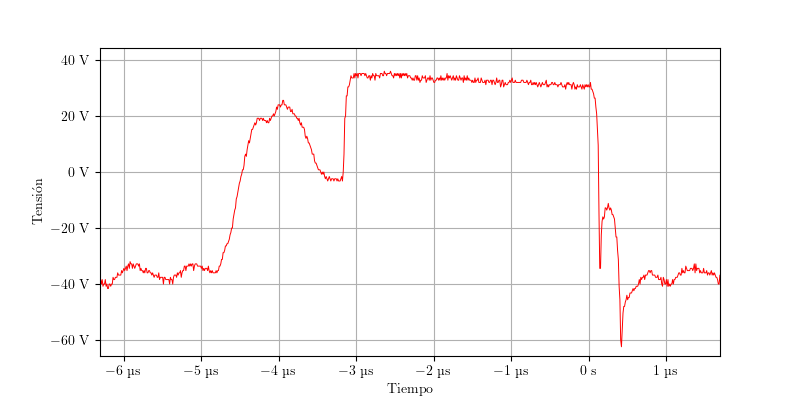 40 V
20 V
0 V
−20 V
−40 V
−60 V
Tensión
−6 µs
−5 µs
−4 µs
−3 µs
−2 µs
−1 µs
0 s
1 µs
Tiempo